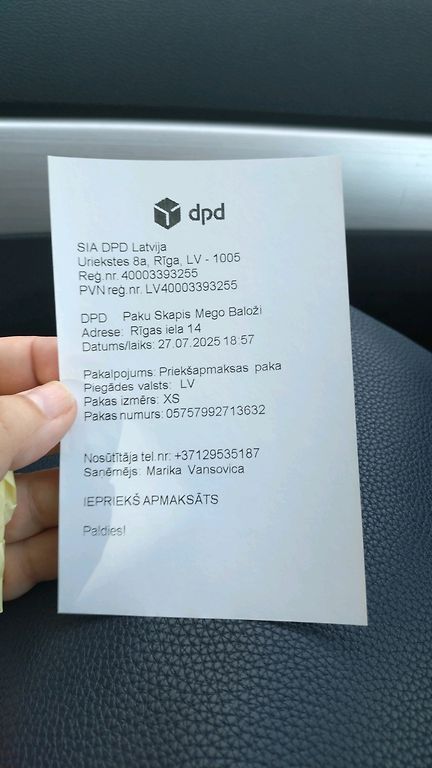 dpd
SIA DPD Latvija
Uriekstes 8a, Rīga, LV - 1005
Reģ.nr. 40003393255
PVN reģ.nr. LV40003393255
DPD Paku Skapis Mego Baloži
Adrese: Rīgas iela 14
Datums/laiks: 27.07.2025 18:57
Pakalpojums: Priekšapmaksas paka
Piegādes valsts: LV
Pakas izmērs: XS
Pakas numurs: 05757992713632
Nosūtītāja tel.nr: +37129535187
Saņēmējs: Marika Vansovica
IEPRIEKŠ APMAKSĀTS
Paldies!